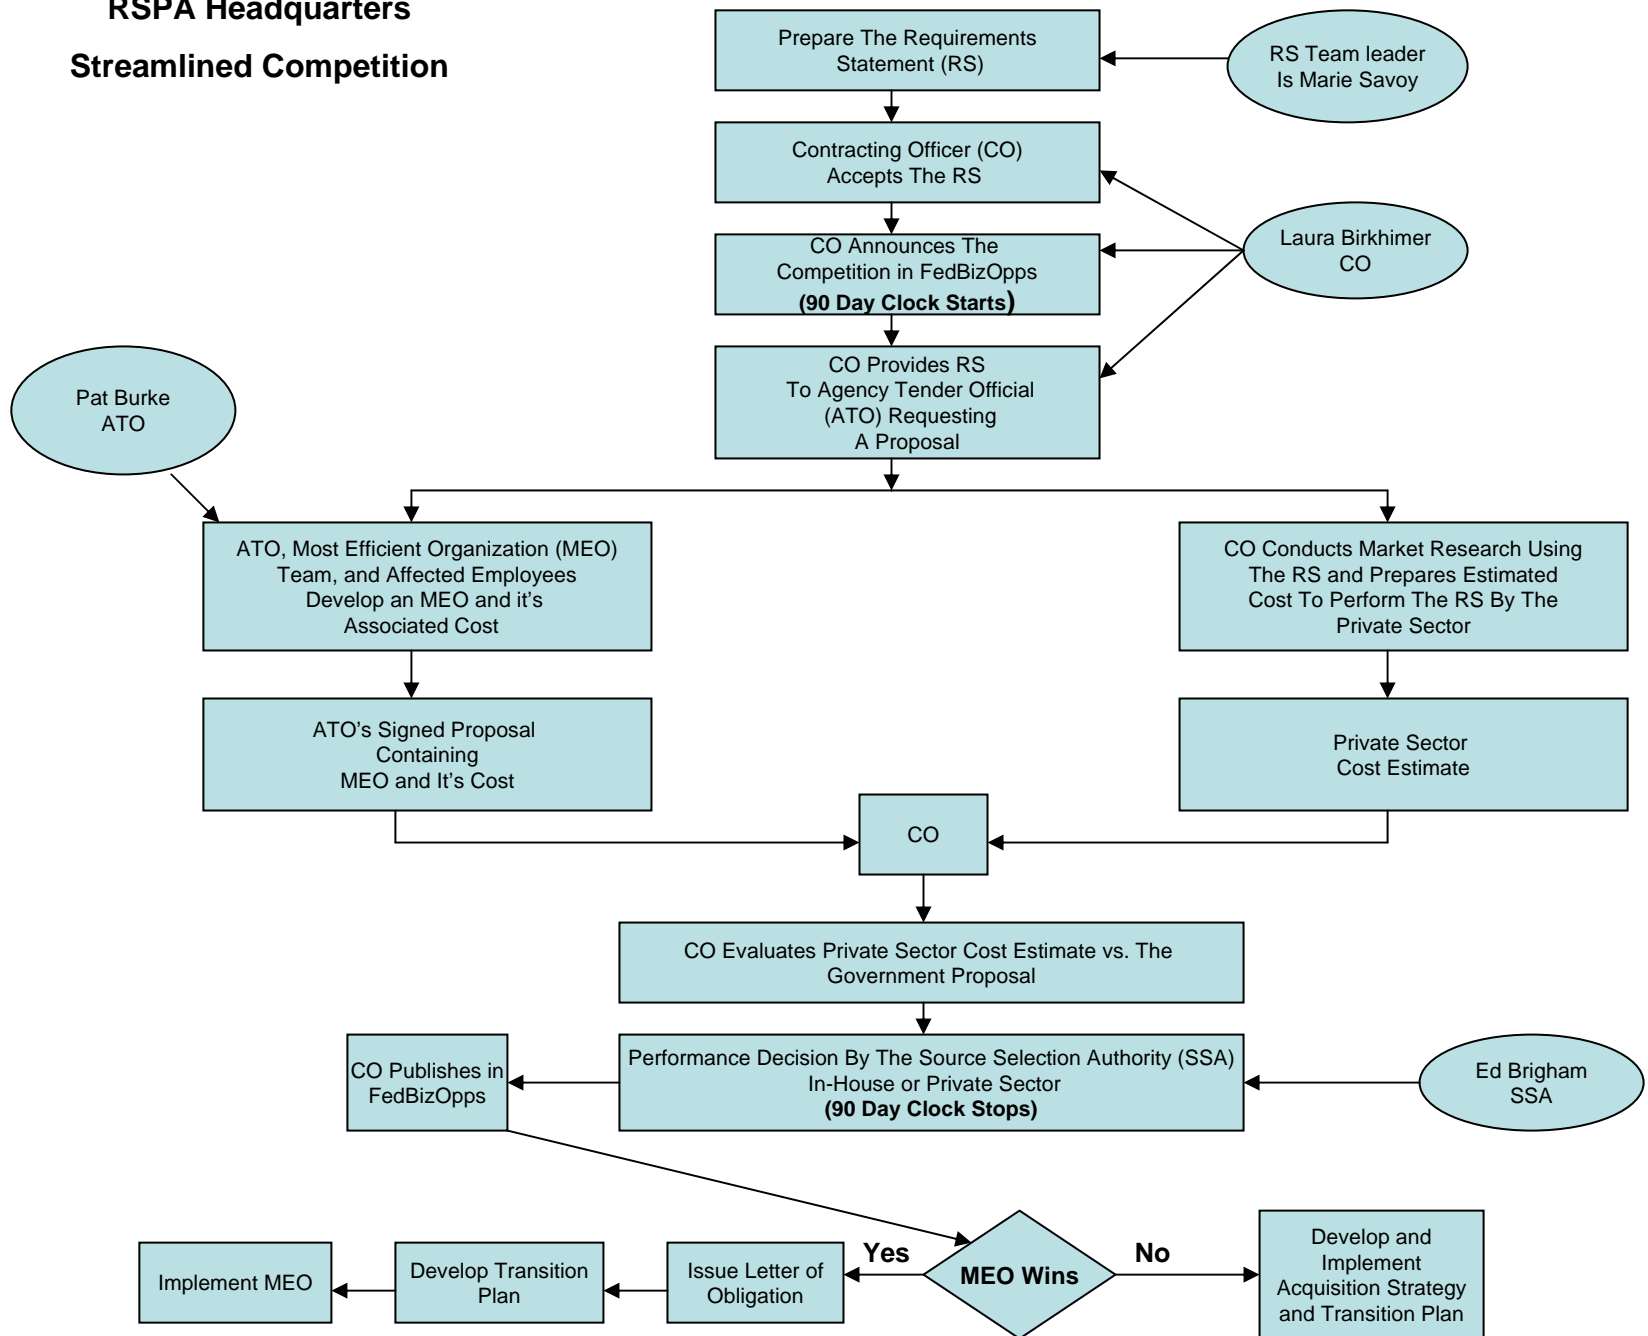 RSPA Headquarters
Streamlined Competition
Prepare The Requirements
Statement (RS)
RS Team leader
Is Marie Savoy
Contracting Officer (CO)
Accepts The RS
CO Announces The
Competition in FedBizOpps
(90 Day Clock Starts)
Laura Birkhimer
CO
CO Provides RS
To Agency Tender Official
(ATO) Requesting
A Proposal
Pat Burke
ATO
ATO, Most Efficient Organization (MEO)
Team, and Affected Employees
Develop an MEO and it's
Associated Cost
CO Conducts Market Research Using
The RS and Prepares Estimated
Cost To Perform The RS By The
Private Sector
ATO's Signed Proposal
Containing
MEO and It's Cost
Private Sector
Cost Estimate
CO
CO Evaluates Private Sector Cost Estimate vs. The
Government Proposal
CO Publishes in
FedBizOpps
Performance Decision By The Source Selection Authority (SSA)
In-House or Private Sector
(90 Day Clock Stops)
Ed Brigham
SSA
Implement MEO
Develop Transition
Plan
Issue Letter of
Obligation
Yes
MEO Wins
No
Develop and
Implement
Acquisition Strategy
and Transition Plan